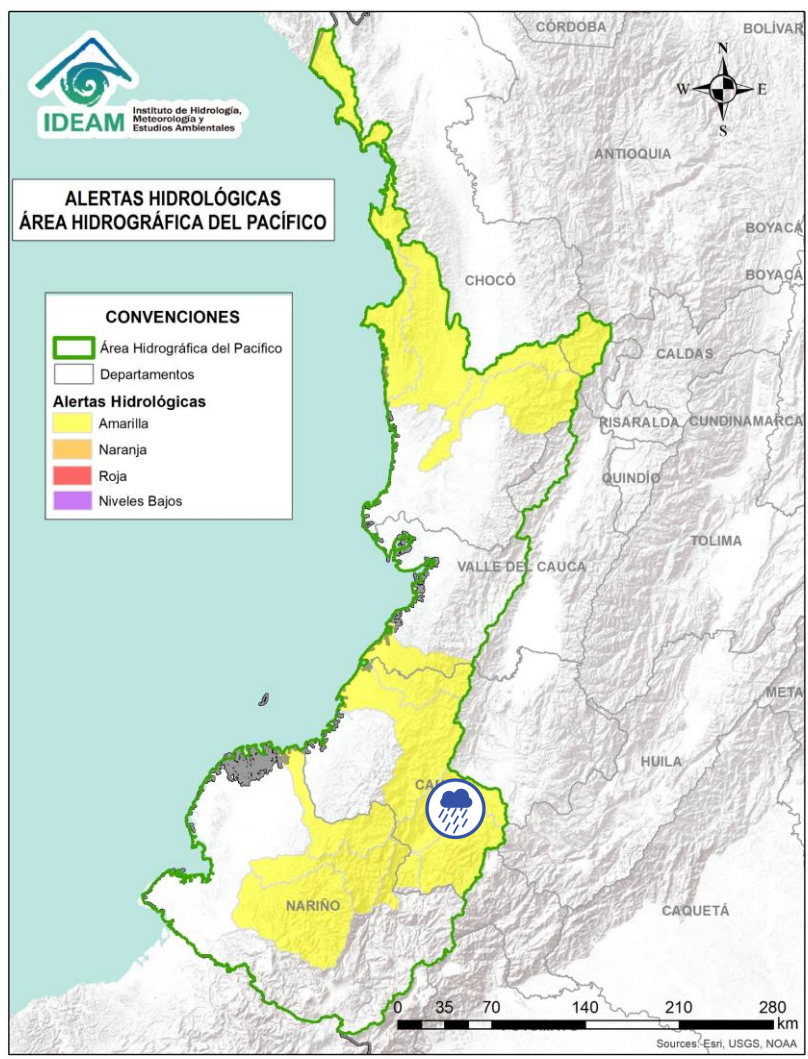 IDEAM
Instituto de Hidrología,
Meteorología y
Estudios Ambientales
ALERTAS HIDROLÓGICAS
ÁREA HIDROGRÁFICA DEL PACÍFICO
CONVENCIONES
Área Hidrográfica del Pacifico
Departamentos
Alertas Hidrológicas
Amarilla
Naranja
Roja
Niveles Bajos
N
W E
S
CÓRDOBA
BOLÍVAR
ANTIOQUIA
BOYACÁ
BOYACÁ
CHOCÓ
CALDAS
RISARALDA
CUNDINAMARCA
QUINDÍO
TOLIMA
VALLE DEL CAUCA
META
HUILA
NARIÑO
CAQUETÁ
0 35 70 140 210 280
km
Sources: Esri, USGS, NOAA